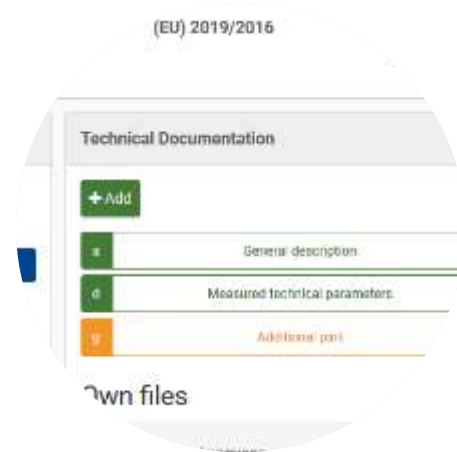 (EU) 2019/2016
Technical Documentation
+ Add
a General description
d Measured technical parameters
g Additional part
Own files